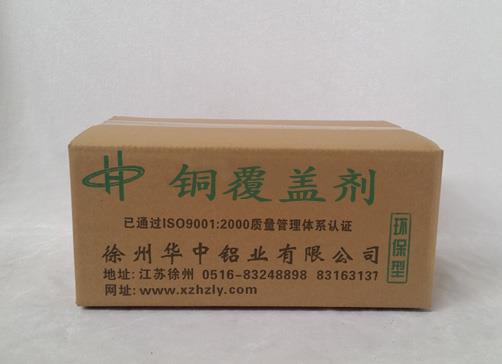 铜覆盖剂
已通过ISO9001:2000质量管理体系认证
环保型
徐州华中铝业有限公司
地址: 江苏徐州 0516-83248898 83163137
网址: www.xzhzly.com